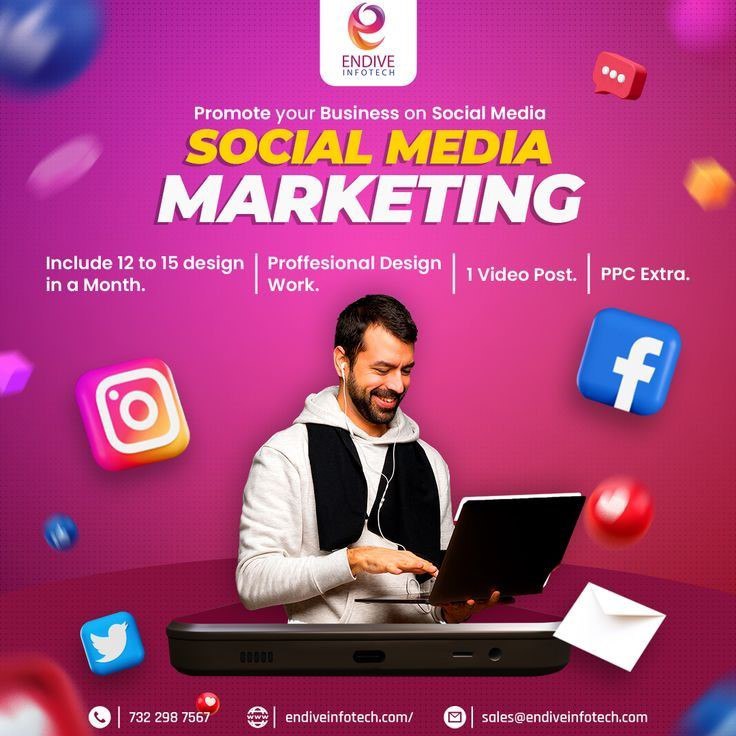 ENDIVE
INFOTECH
Promote your Business on Social Media
SOCIAL MEDIA
MARKETING
Include 12 to 15 design
in a Month.
Proffesional Design
Work.
1 Video Post.
PPC Extra.
732 298 7567
endiveinfotech.com/
sales@endiveinfotech.com